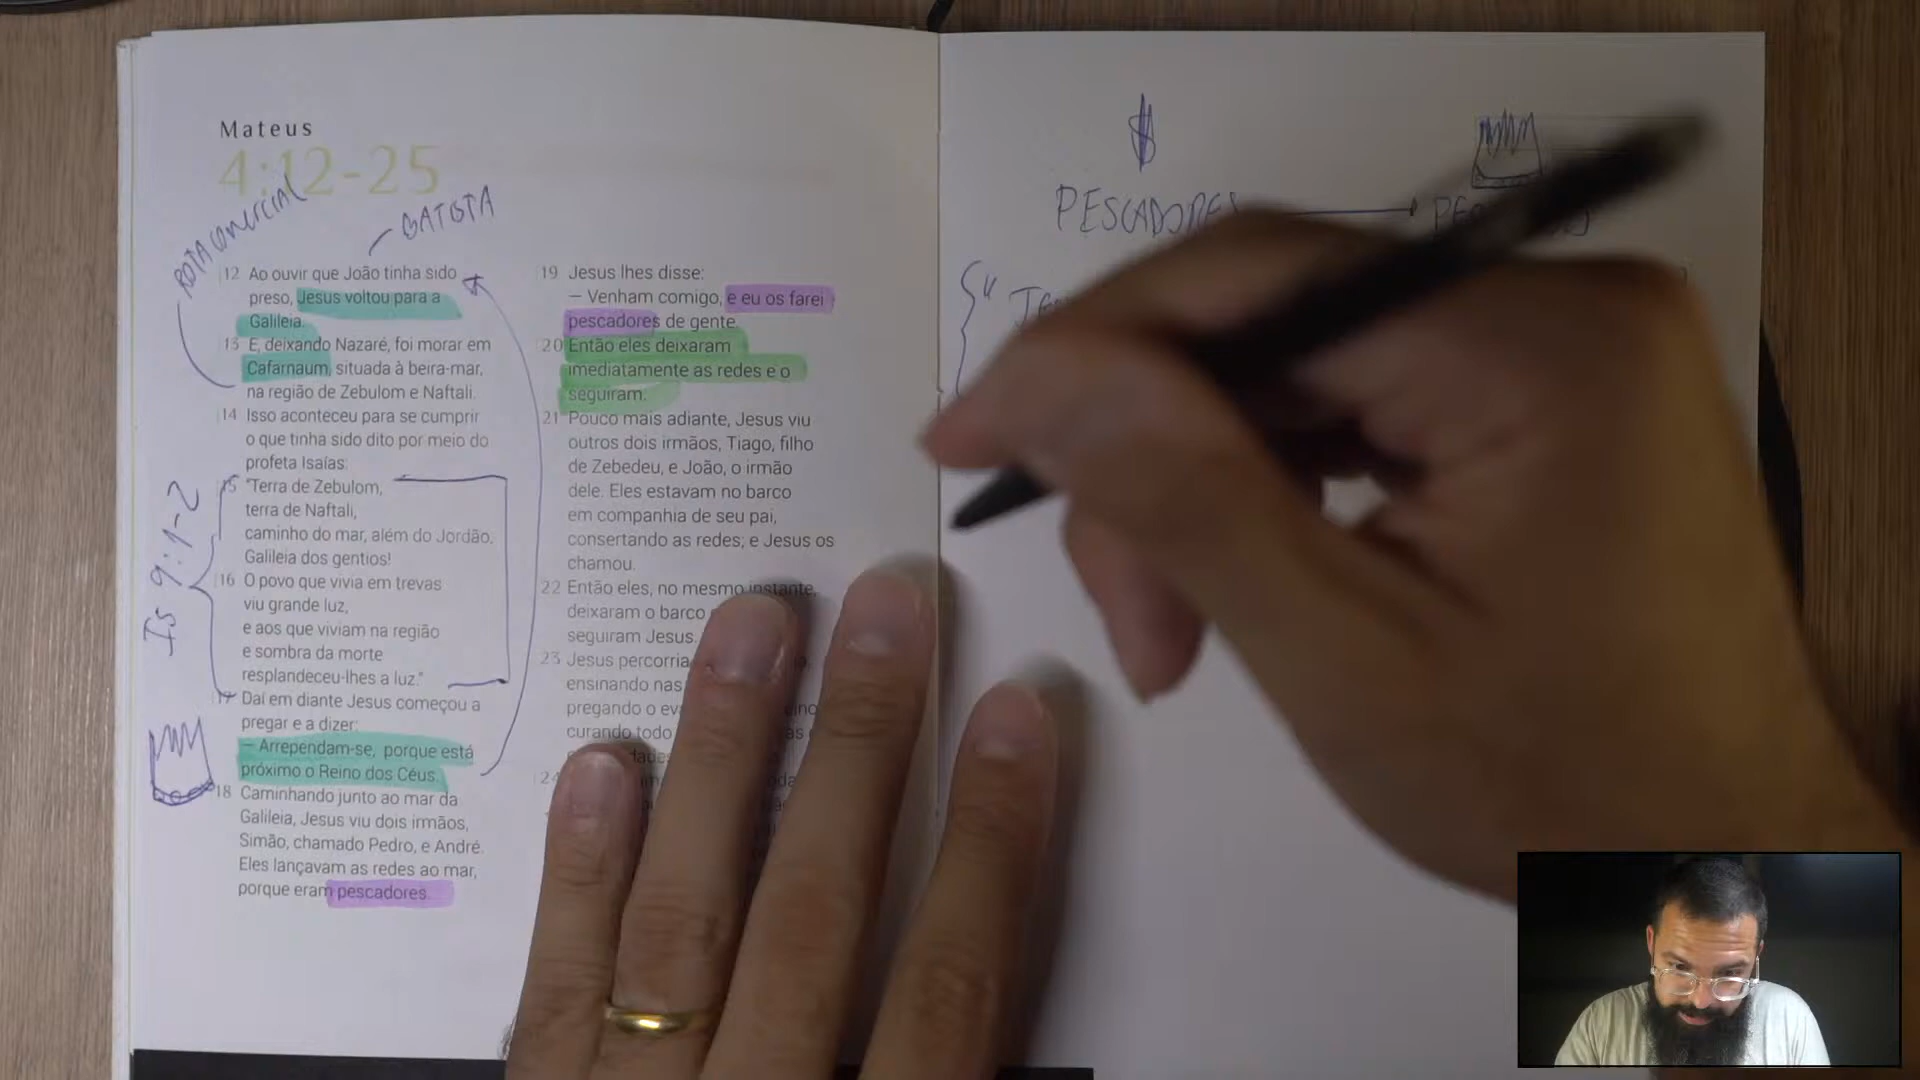 Mateus
4:12-25
ROTA COMERCIAL
BATISTA
12 Ao ouvir que João tinha sido
preso, Jesus voltou para a
Galileia.
13 E, deixando Nazaré, foi morar em
Cafarnaum, situada à beira-mar,
na região de Zebulom e Naftali.
14 Isso aconteceu para se cumprir
o que tinha sido dito por meio do
profeta Isaías:
15 "Terra de Zebulom,
terra de Naftali,
caminho do mar, além do Jordão,
Galileia dos gentios!
16 O povo que vivia em trevas
viu grande luz,
e aos que viviam na região
e sombra da morte
resplandeceu-lhes a luz."
Is 9:1-2
17 Daí em diante Jesus começou a
pregar e a dizer:
— Arrependam-se, porque está
próximo o Reino dos Céus.
18 Caminhando junto ao mar da
Galileia, Jesus viu dois irmãos,
Simão, chamado Pedro, e André.
Eles lançavam as redes ao mar,
porque eram pescadores.
19 Jesus lhes disse:
— Venham comigo, e eu os farei
pescadores de gente.
20 Então eles deixaram
imediatamente as redes e o
seguiram.
21 Pouco mais adiante, Jesus viu
outros dois irmãos, Tiago, filho
de Zebedeu, e João, o irmão
dele. Eles estavam no barco
em companhia de seu pai,
consertando as redes; e Jesus os
chamou.
22 Então eles, no mesmo instante,
deixaram o barco
seguiram Jesus.
23 Jesus percorria
ensinando nas
pregando o
curando todo
24
$
PESCADORES